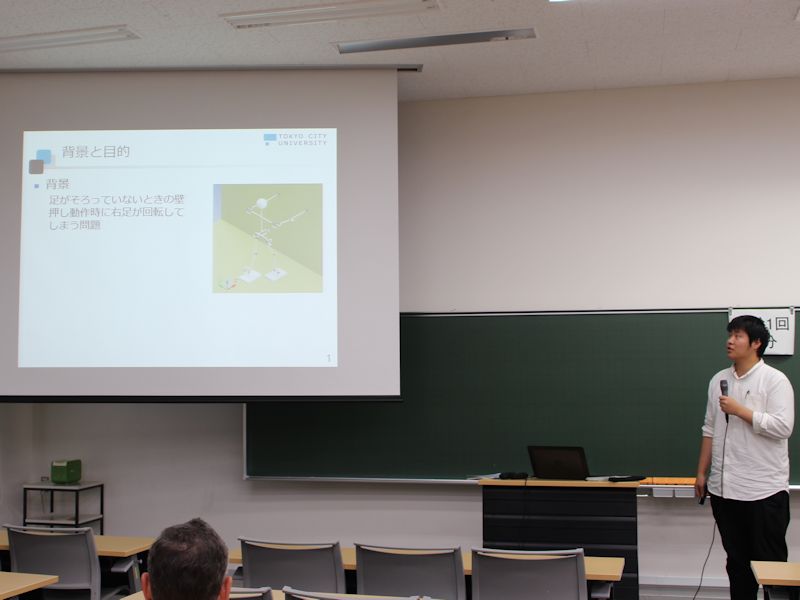 背景と目的
TOKYO CITY
UNIVERSITY
背景
足がそろっていないときの壁
押し動作時に右足が回転して
しまう問題
1
1回
分